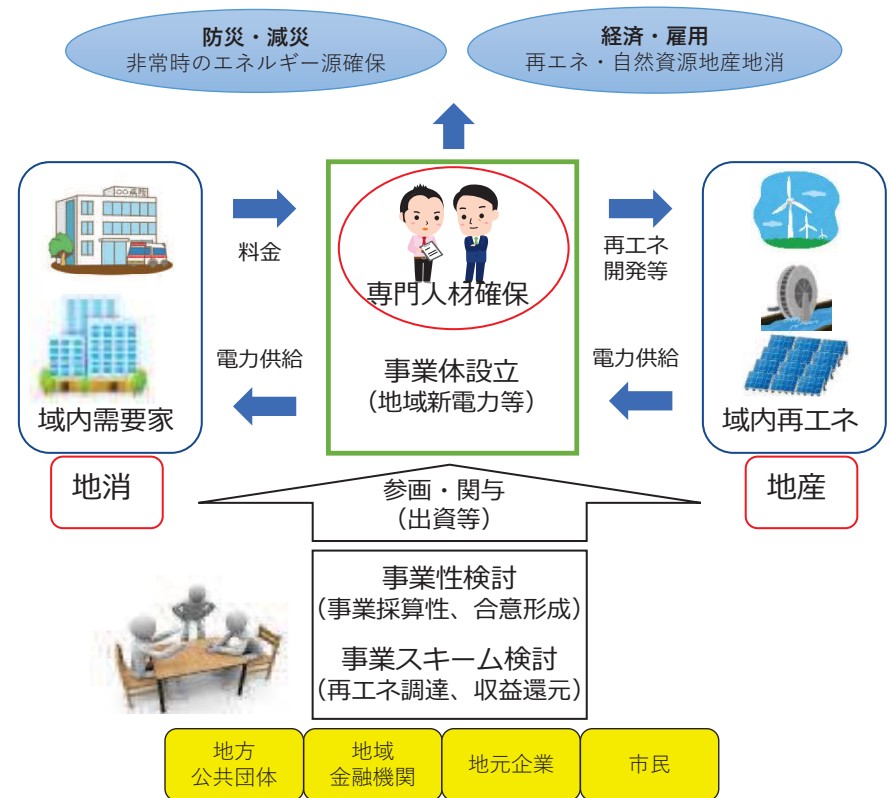 防災・減災
非常時のエネルギー源確保
経済・雇用
再エネ・自然資源地産地消
○○病院
料金
電力供給
域内需要家
地消
専門人材確保
事業体設立
（地域新電力等）
再エネ
開発等
電力供給
域内再エネ
地産
参画・関与
（出資等）
事業性検討
（事業採算性、合意形成）
事業スキーム検討
（再エネ調達、収益還元）
地方
公共団体
地域
金融機関
地元企業
市民